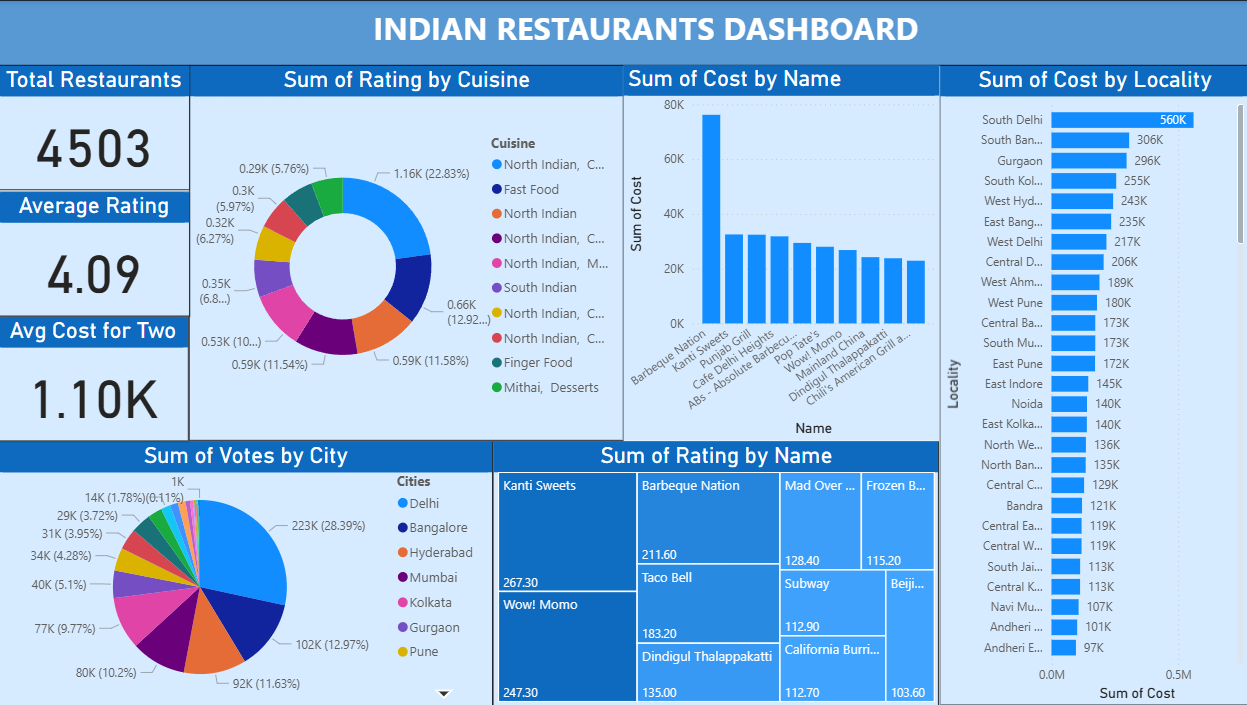 INDIAN RESTAURANTS DASHBOARD
Total Restaurants
4503
Average Rating
4.09
Avg Cost for Two
1.10K
Sum of Rating by Cuisine
1.16K (22.83%)
0.66K
(12.92...)
0.59K (11.58%)
0.59K (11.54%)
0.53K (10...)
0.35K
(6.8...)
0.32K
(6.27%)
0.3K
(5.97%)
0.29K (5.76%)
Cuisine
North Indian, C...
Fast Food
North Indian
North Indian, C...
North Indian, M...
South Indian
North Indian, C...
North Indian, C...
Finger Food
Mithai, Desserts
Sum of Cost by Name
Sum of Cost
80K
60K
40K
20K
0K
Barbeque Nation
Kanti Sweets
Punjab Grill
Cafe Delhi Heights
ABs - Absolute Barbecu...
Pop Tate's
Wow! Momo
Mainland China
Dindigul Thalappakatti
Chili's American Grill a...
Name
Sum of Cost by Locality
Locality
South Delhi 560K
South Ban... 306K
Gurgaon 296K
South Kol... 255K
West Hyd... 243K
East Bang... 235K
West Delhi 217K
Central D... 206K
West Ahm... 189K
West Pune 180K
Central Ba... 173K
South Mu... 173K
East Pune 172K
East Indore 145K
Noida 140K
East Kolka... 140K
North We... 136K
North Ban... 135K
Central C... 129K
Bandra 121K
Central Ea... 119K
Central W... 119K
South Jai... 113K
Central K... 113K
Navi Mu... 107K
Andheri ... 101K
Andheri E... 97K
0.0M 0.5M
Sum of Cost
Sum of Votes by City
223K (28.39%)
102K (12.97%)
92K (11.63%)
80K (10.2%)
77K (9.77%)
40K (5.1%)
34K (4.28%)
31K (3.95%)
29K (3.72%)
14K (1.78%)
1K
(0.11%)
Cities
Delhi
Bangalore
Hyderabad
Mumbai
Kolkata
Gurgaon
Pune
Sum of Rating by Name
Kanti Sweets
267.30
Wow! Momo
247.30
Barbeque Nation
211.60
Taco Bell
183.20
Dindigul Thalappakatti
135.00
Mad Over ...
128.40
Frozen B...
115.20
Subway
112.90
California Burri...
112.70
Beiji...
103.60